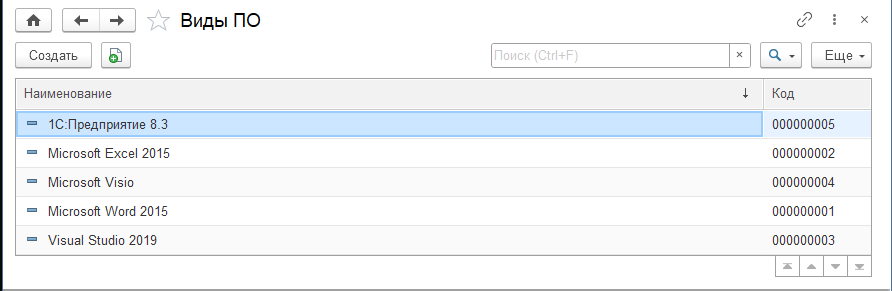 Виды ПО
Создать
Поиск (Ctrl+F)
×
Еще
Наименование ↓ Код
1С:Предприятие 8.3 000000005
Microsoft Excel 2015 000000002
Microsoft Visio 000000004
Microsoft Word 2015 000000001
Visual Studio 2019 000000003